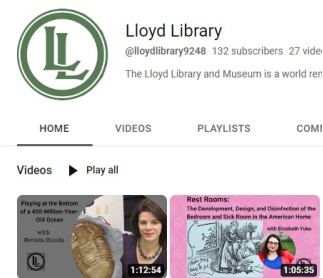 LL
Lloyd Library
@lloydlibrary9248 132 subscribers 27
The Lloyd Library and Museum is a world
HOME VIDEOS PLAYLISTS
Videos Play all
Playing at the Bottom
of a 450-Million-Year-
Old Ocean
with
Brenda Hunda
1:12:54
Rest Rooms:
The Development, Design, and Disinfection of the
Bedroom and Sick Room in the American Home
with Elizabeth Yuko
1:05:35